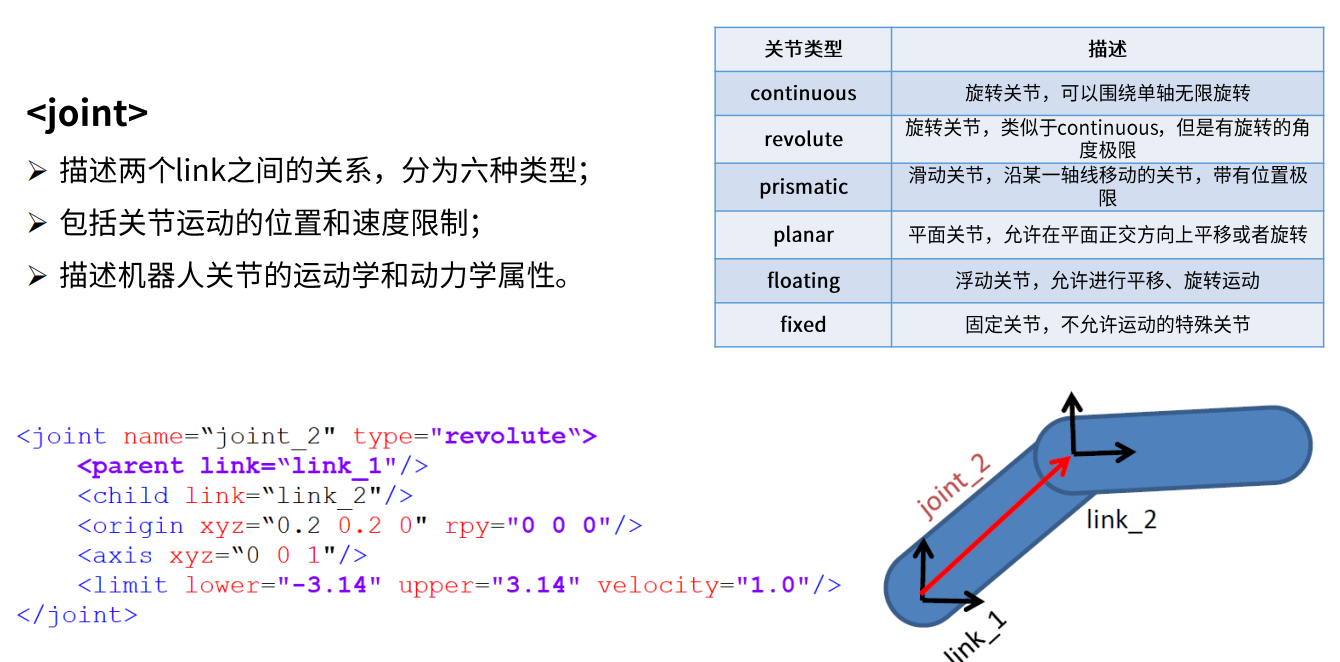 <joint>
➢ 描述两个link之间的关系，分为六种类型；
➢ 包括关节运动的位置和速度限制；
➢ 描述机器人关节的运动学和动力学属性。
关节类型 描述
continuous 旋转关节，可以围绕单轴无限旋转
revolute 旋转关节，类似于continuous，但是有旋转的角
度极限
prismatic 滑动关节，沿某一轴线移动的关节，带有位置极
限
planar 平面关节，允许在平面正交方向上平移或者旋转
floating 浮动关节，允许进行平移、旋转运动
fixed 固定关节，不允许运动的特殊关节
<joint name=“joint_2" type="revolute“>
<parent link=“link_1"/>
<child link=“link_2"/>
<origin xyz=“0.2 0.2 0" rpy="0 0 0"/>
<axis xyz=“0 0 1"/>
<limit lower="-3.14" upper="3.14" velocity="1.0"/>
</joint>
joint_2
link_2
link_1